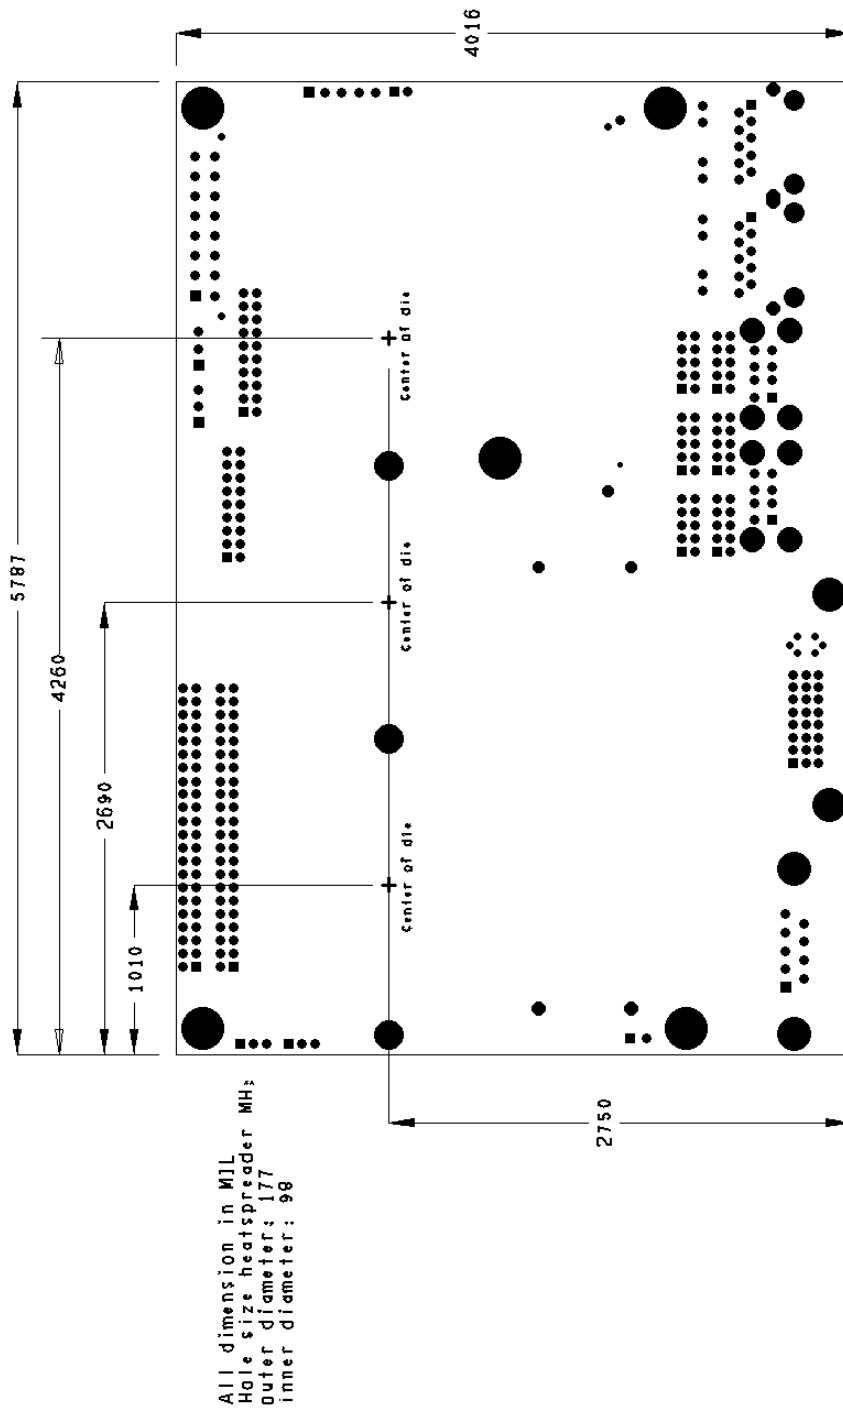 4016
5787
4260
2690
1010
Center of die
Center of die
Center of die
2750
All dimension in MIL
Hole size heatspreader MH:
Outer diameter: 177
inner diameter: 98